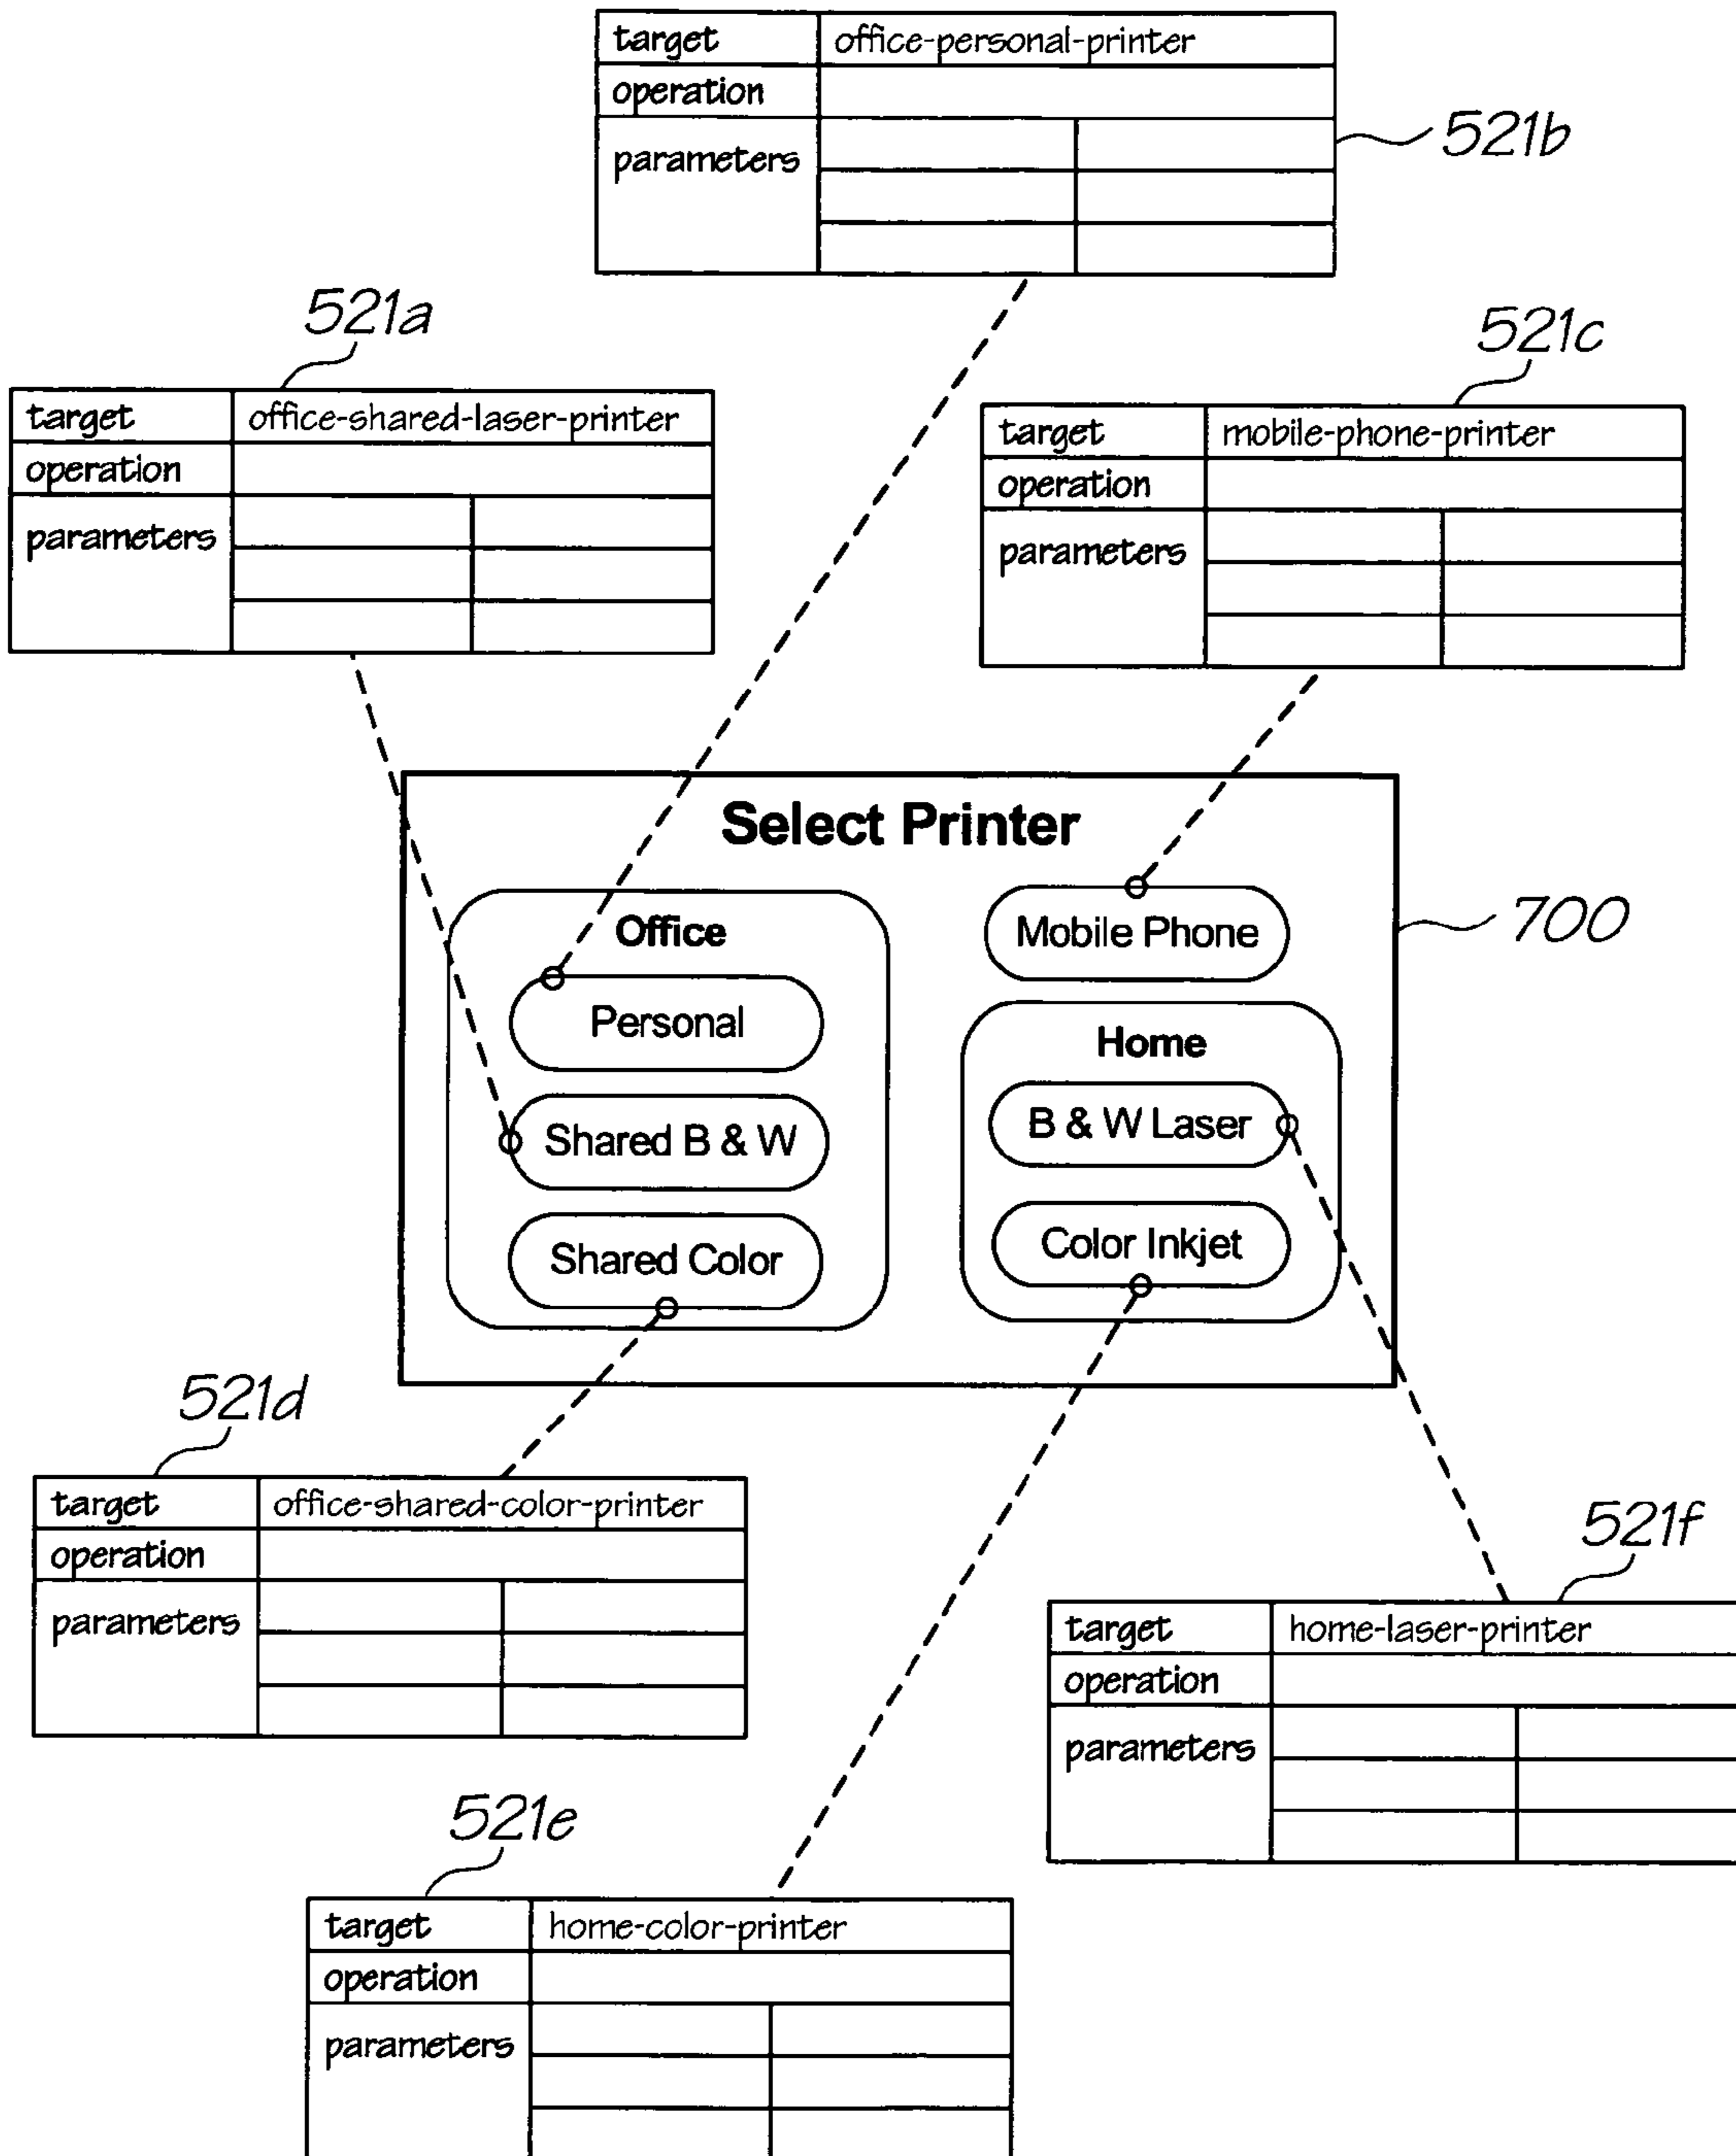 target office-personal-printer
operation
parameters
521b
521a
target office-shared-laser-printer
operation
parameters
521c
target mobile-phone-printer
operation
parameters
Select Printer
Office
Personal
Shared B & W
Shared Color
Mobile Phone
Home
B & W Laser
Color Inkjet
700
521d
target office-shared-color-printer
operation
parameters
521f
target home-laser-printer
operation
parameters
521e
target home-color-printer
operation
parameters